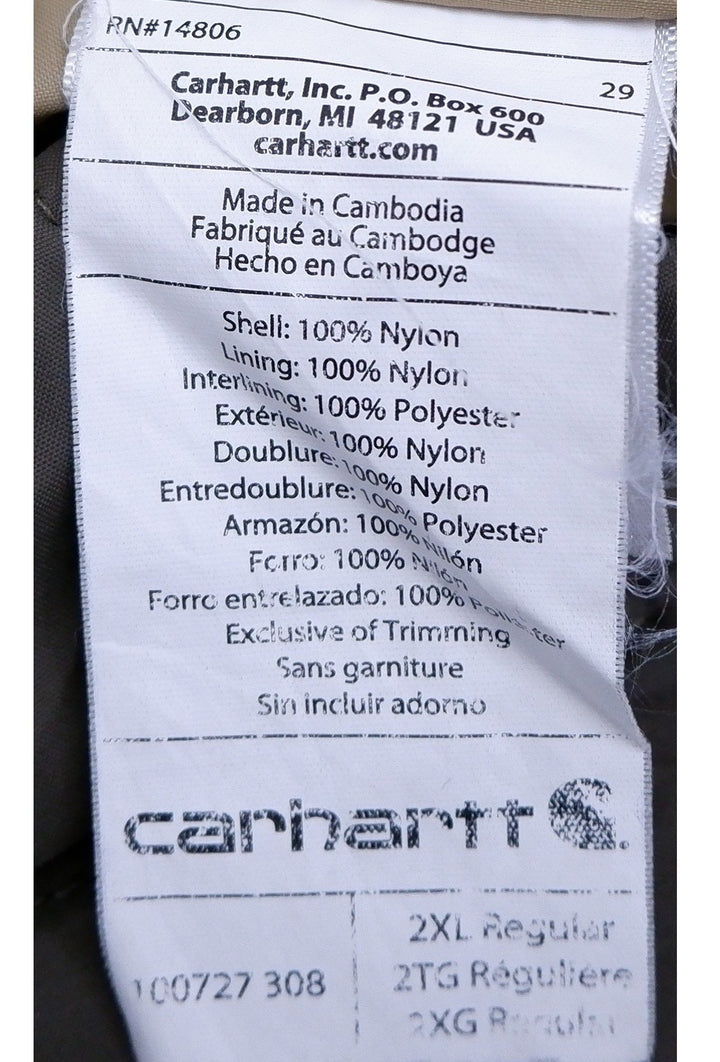 RN#14806
29
Carhartt, Inc. P.O. Box 600
Dearborn, MI 48121 USA
carhartt.com
Made in Cambodia
Fabriqué au Cambodge
Hecho en Camboya
Shell: 100% Nylon
Lining: 100% Nylon
Interlining: 100% Polyester
Extérieur: 100% Nylon
Doublure: 100% Nylon
Entredoublure: 100% Polyester
Armazón: 100% Nilón
Forro: 100% Nilón
Forro entrelazado: 100% Poliéster
Exclusive of Trimming
Sans garniture
Sin incluir adorno
carhartt
100727 308
2XL Regular
2TG Régulière
2XG Regular